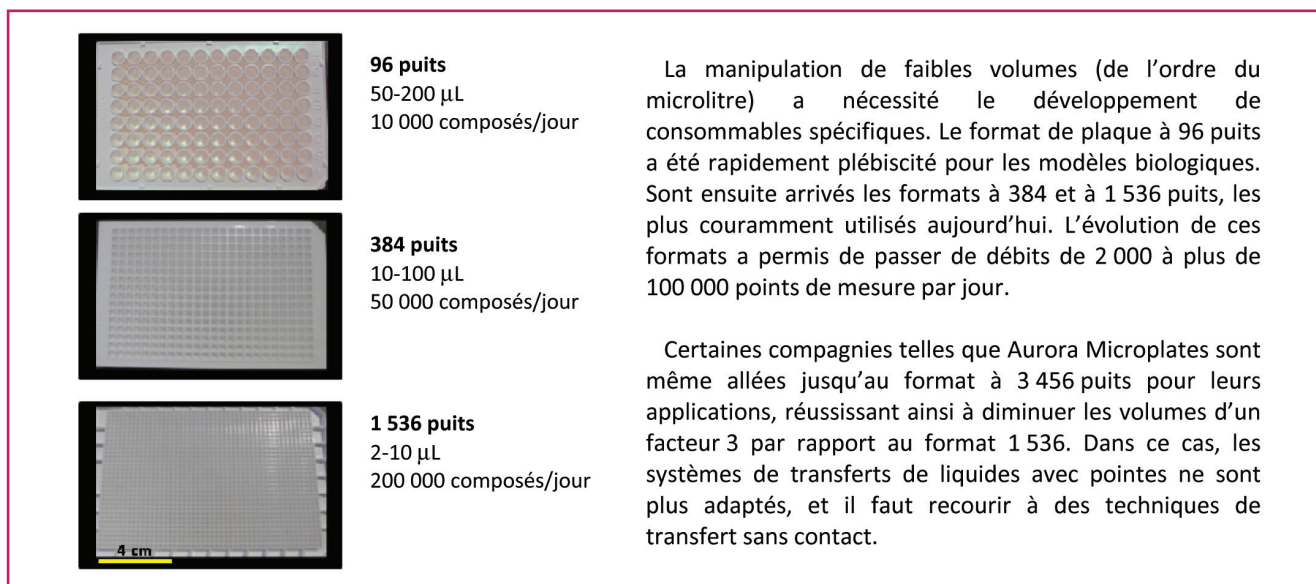 96 puits
50-200 µL
10 000 composés/jour
384 puits
10-100 µL
50 000 composés/jour
1 536 puits
2-10 µL
200 000 composés/jour
4 cm
La manipulation de faibles volumes (de l’ordre du
microlitre) a nécessité le développement de
consommables spécifiques. Le format de plaque à 96 puits
a été rapidement plébiscité pour les modèles biologiques.
Sont ensuite arrivés les formats à 384 et à 1 536 puits, les
plus couramment utilisés aujourd’hui. L’évolution de ces
formats a permis de passer de débits de 2 000 à plus de
100 000 points de mesure par jour.
Certaines compagnies telles que Aurora Microplates sont
même allées jusqu’au format à 3 456 puits pour leurs
applications, réussissant ainsi à diminuer les volumes d’un
facteur 3 par rapport au format 1 536. Dans ce cas, les
systèmes de transferts de liquides avec pointes ne sont
plus adaptés, et il faut recourir à des techniques de
transfert sans contact.